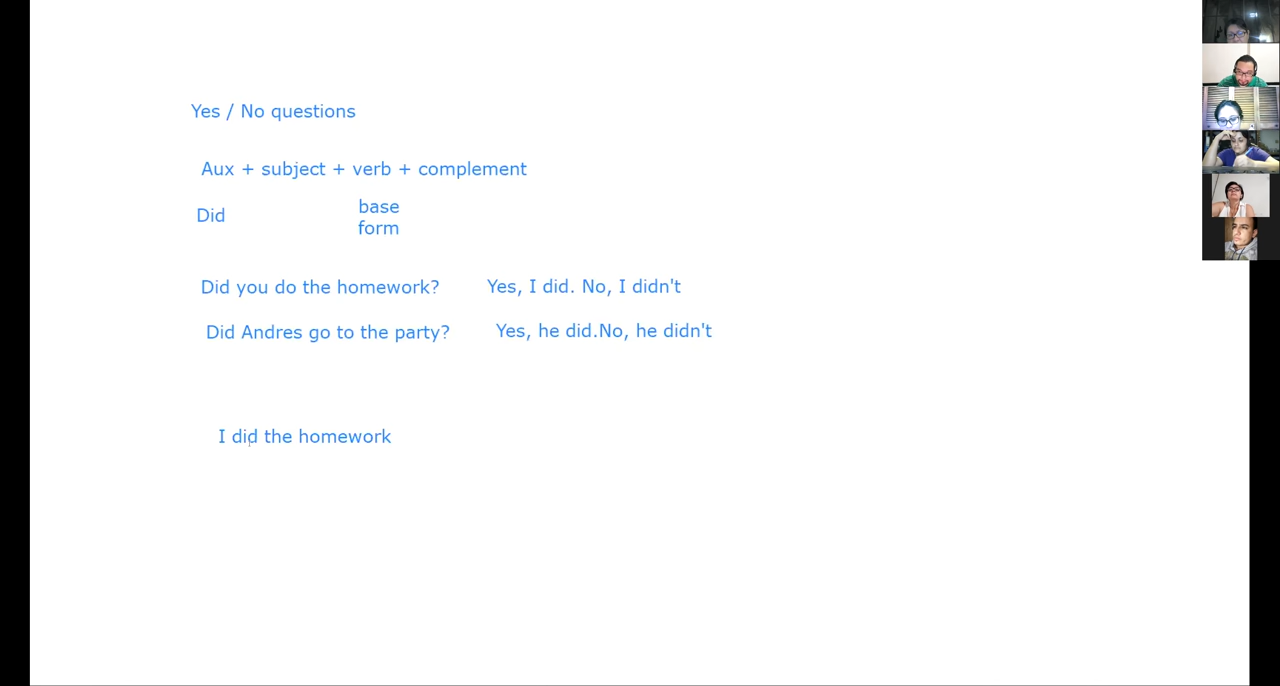 Yes / No questions
Aux + subject + verb + complement
Did
base
form
Did you do the homework? Yes, I did. No, I didn't
Did Andres go to the party? Yes, he did.No, he didn't
I did the homework